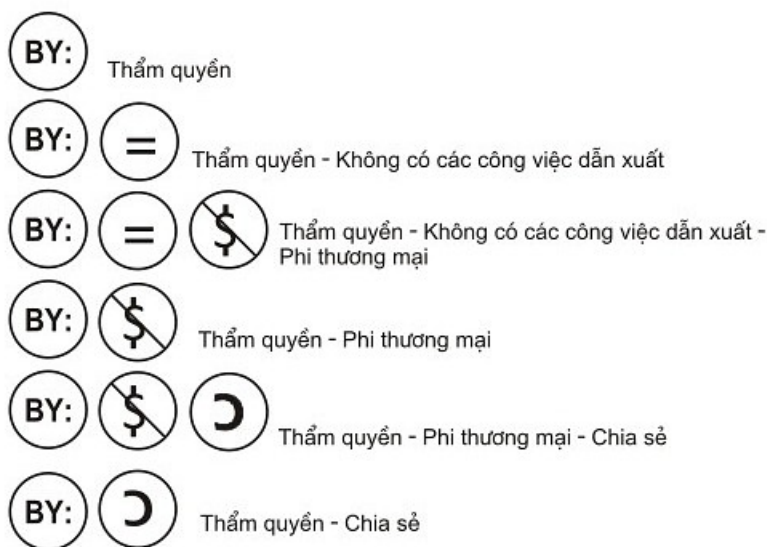 BY: Thẩm quyền
BY: = Thẩm quyền - Không có các công việc dẫn xuất
BY: = $ Thẩm quyền - Không có các công việc dẫn xuất -
Phi thương mại
BY: $ Thẩm quyền - Phi thương mại
BY: $ Ɔ Thẩm quyền - Phi thương mại - Chia sẻ
BY: Ɔ Thẩm quyền - Chia sẻ